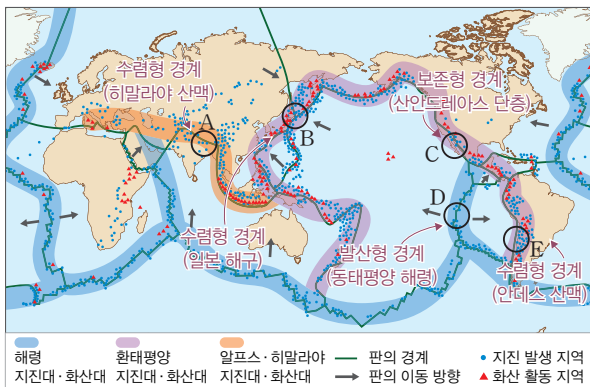 수렴형 경계
(히말라야 산맥)
A
B
보존형 경계
(산안드레아스 단층)
C
D
수렴형 경계
(일본 해구)
발산형 경계
(동태평양 해령)
E
수렴형 경계
(안데스 산맥)
해령
지진대·화산대
환태평양
지진대·화산대
알프스·히말라야
지진대·화산대
판의 경계
판의 이동 방향
지진 발생 지역
화산 활동 지역